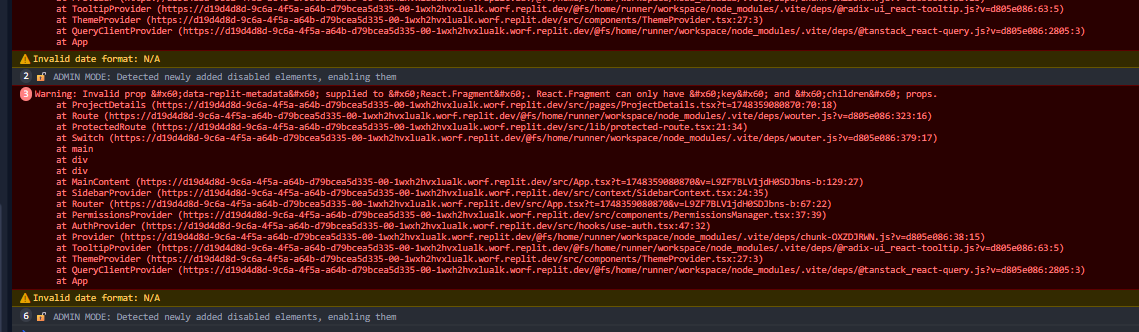 at TooltipProvider (https://d19d4d8d-9c6a-4f5a-a64b-d79bcea5d335-00-1wxh2hvxlualk.worf.replit.dev/@fs/home/runner/workspace/node_modules/.vite/deps/@radix-ui_react-tooltip.js?v=d805e086:63:5)
at ThemeProvider (https://d19d4d8d-9c6a-4f5a-a64b-d79bcea5d335-00-1wxh2hvxlualk.worf.replit.dev/src/components/ThemeProvider.tsx:27:3)
at QueryClientProvider (https://d19d4d8d-9c6a-4f5a-a64b-d79bcea5d335-00-1wxh2hvxlualk.worf.replit.dev/@fs/home/runner/workspace/node_modules/.vite/deps/@tanstack_react-query.js?v=d805e086:2805:3)
at App
Invalid date format: N/A
2 🔓 ADMIN MODE: Detected newly added disabled elements, enabling them
3 Warning: Invalid prop &#x60;data-replit-metadata&#x60; supplied to &#x60;React.Fragment&#x60;. React.Fragment can only have &#x60;key&#x60; and &#x60;children&#x60; props.
at ProjectDetails (https://d19d4d8d-9c6a-4f5a-a64b-d79bcea5d335-00-1wxh2hvxlualk.worf.replit.dev/src/pages/ProjectDetails.tsx?t=1748359080870:70:18)
at Route (https://d19d4d8d-9c6a-4f5a-a64b-d79bcea5d335-00-1wxh2hvxlualk.worf.replit.dev/@fs/home/runner/workspace/node_modules/.vite/deps/wouter.js?v=d805e086:323:16)
at ProtectedRoute (https://d19d4d8d-9c6a-4f5a-a64b-d79bcea5d335-00-1wxh2hvxlualk.worf.replit.dev/src/lib/protected-route.tsx:21:34)
at Switch (https://d19d4d8d-9c6a-4f5a-a64b-d79bcea5d335-00-1wxh2hvxlualk.worf.replit.dev/@fs/home/runner/workspace/node_modules/.vite/deps/wouter.js?v=d805e086:379:17)
at main
at div
at div
at MainContent (https://d19d4d8d-9c6a-4f5a-a64b-d79bcea5d335-00-1wxh2hvxlualk.worf.replit.dev/src/App.tsx?t=1748359080870&v=L9ZF7BLV1jdH0SDJbns-b:129:27)
at SidebarProvider (https://d19d4d8d-9c6a-4f5a-a64b-d79bcea5d335-00-1wxh2hvxlualk.worf.replit.dev/src/context/SidebarContext.tsx:24:35)
at Router (https://d19d4d8d-9c6a-4f5a-a64b-d79bcea5d335-00-1wxh2hvxlualk.worf.replit.dev/src/App.tsx?t=1748359080870&v=L9ZF7BLV1jdH0SDJbns-b:67:22)
at PermissionsProvider (https://d19d4d8d-9c6a-4f5a-a64b-d79bcea5d335-00-1wxh2hvxlualk.worf.replit.dev/src/components/PermissionsManager.tsx:37:39)
at AuthProvider (https://d19d4d8d-9c6a-4f5a-a64b-d79bcea5d335-00-1wxh2hvxlualk.worf.replit.dev/src/hooks/use-auth.tsx:47:32)
at Provider (https://d19d4d8d-9c6a-4f5a-a64b-d79bcea5d335-00-1wxh2hvxlualk.worf.replit.dev/@fs/home/runner/workspace/node_modules/.vite/deps/chunk-OXZDJRWN.js?v=d805e086:38:15)
at TooltipProvider (https://d19d4d8d-9c6a-4f5a-a64b-d79bcea5d335-00-1wxh2hvxlualk.worf.replit.dev/@fs/home/runner/workspace/node_modules/.vite/deps/@radix-ui_react-tooltip.js?v=d805e086:63:5)
at ThemeProvider (https://d19d4d8d-9c6a-4f5a-a64b-d79bcea5d335-00-1wxh2hvxlualk.worf.replit.dev/src/components/ThemeProvider.tsx:27:3)
at QueryClientProvider (https://d19d4d8d-9c6a-4f5a-a64b-d79bcea5d335-00-1wxh2hvxlualk.worf.replit.dev/@fs/home/runner/workspace/node_modules/.vite/deps/@tanstack_react-query.js?v=d805e086:2805:3)
at App
Invalid date format: N/A
6 🔓 ADMIN MODE: Detected newly added disabled elements, enabling them